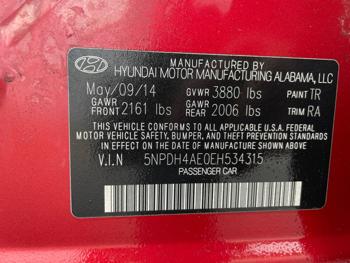 MANUFACTURED BY
HYUNDAI MOTOR MANUFACTURING ALABAMA, LLC
May/09/14 GVWR 3880 lbs PAINT TR
GAWR FRONT 2161 lbs GAWR REAR 2006 lbs TRIM RA
THIS VEHICLE CONFORMS TO ALL APPLICABLE U.S. FEDERAL
MOTOR VEHICLE SAFETY, BUMPER, AND THEFT PREVENTION
STANDARDS IN EFFECT ON THE DATE OF MANUFACTURE SHOWN ABOVE.
V.I.N 5NPDH4AE0EH534315
PASSENGER CAR